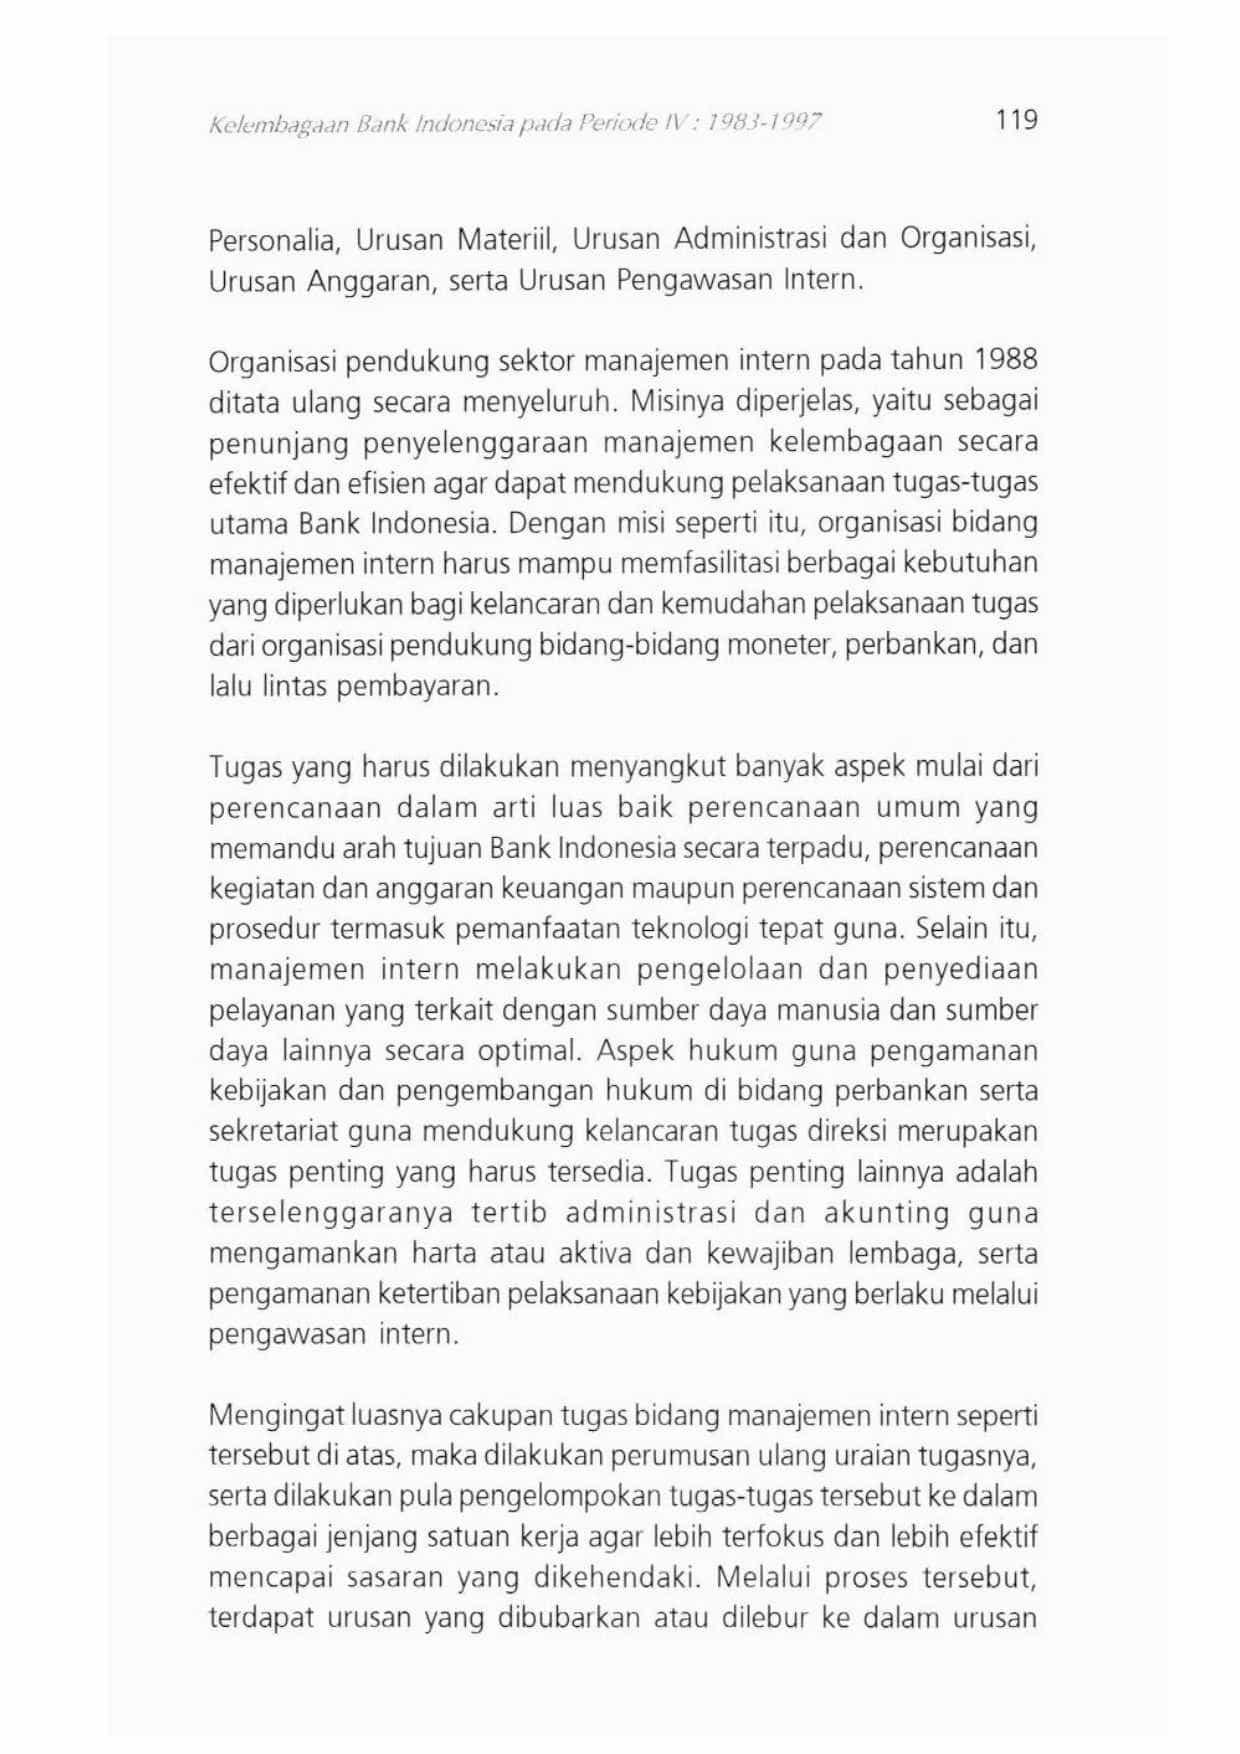 Kelembagaan Bank Indonesia pada Periode IV : 1983-1997 119
Personalia, Urusan Materiil, Urusan Administrasi dan Organisasi,
Urusan Anggaran, serta Urusan Pengawasan Intern.
Organisasi pendukung sektor manajemen intern pada tahun 1988
ditata ulang secara menyeluruh. Misinya diperjelas, yaitu sebagai
penunjang penyelenggaraan manajemen kelembagaan secara
efektif dan efisien agar dapat mendukung pelaksanaan tugas-tugas
utama Bank Indonesia. Dengan misi seperti itu, organisasi bidang
manajemen intern harus mampu memfasilitasi berbagai kebutuhan
yang diperlukan bagi kelancaran dan kemudahan pelaksanaan tugas
dari organisasi pendukung bidang-bidang moneter, perbankan, dan
lalu lintas pembayaran.
Tugas yang harus dilakukan menyangkut banyak aspek mulai dari
perencanaan dalam arti luas baik perencanaan umum yang
memandu arah tujuan Bank Indonesia secara terpadu, perencanaan
kegiatan dan anggaran keuangan maupun perencanaan sistem dan
prosedur termasuk pemanfaatan teknologi tepat guna. Selain itu,
manajemen intern melakukan pengelolaan dan penyediaan
pelayanan yang terkait dengan sumber daya manusia dan sumber
daya lainnya secara optimal. Aspek hukum guna pengamanan
kebijakan dan pengembangan hukum di bidang perbankan serta
sekretariat guna mendukung kelancaran tugas direksi merupakan
tugas penting yang harus tersedia. Tugas penting lainnya adalah
terselenggaranya tertib administrasi dan akunting guna
mengamankan harta atau aktiva dan kewajiban lembaga, serta
pengamanan ketertiban pelaksanaan kebijakan yang berlaku melalui
pengawasan intern.
Mengingat luasnya cakupan tugas bidang manajemen intern seperti
tersebut di atas, maka dilakukan perumusan ulang uraian tugasnya,
serta dilakukan pula pengelompokan tugas-tugas tersebut ke dalam
berbagai jenjang satuan kerja agar lebih terfokus dan lebih efektif
mencapai sasaran yang dikehendaki. Melalui proses tersebut,
terdapat urusan yang dibubarkan atau dilebur ke dalam urusan